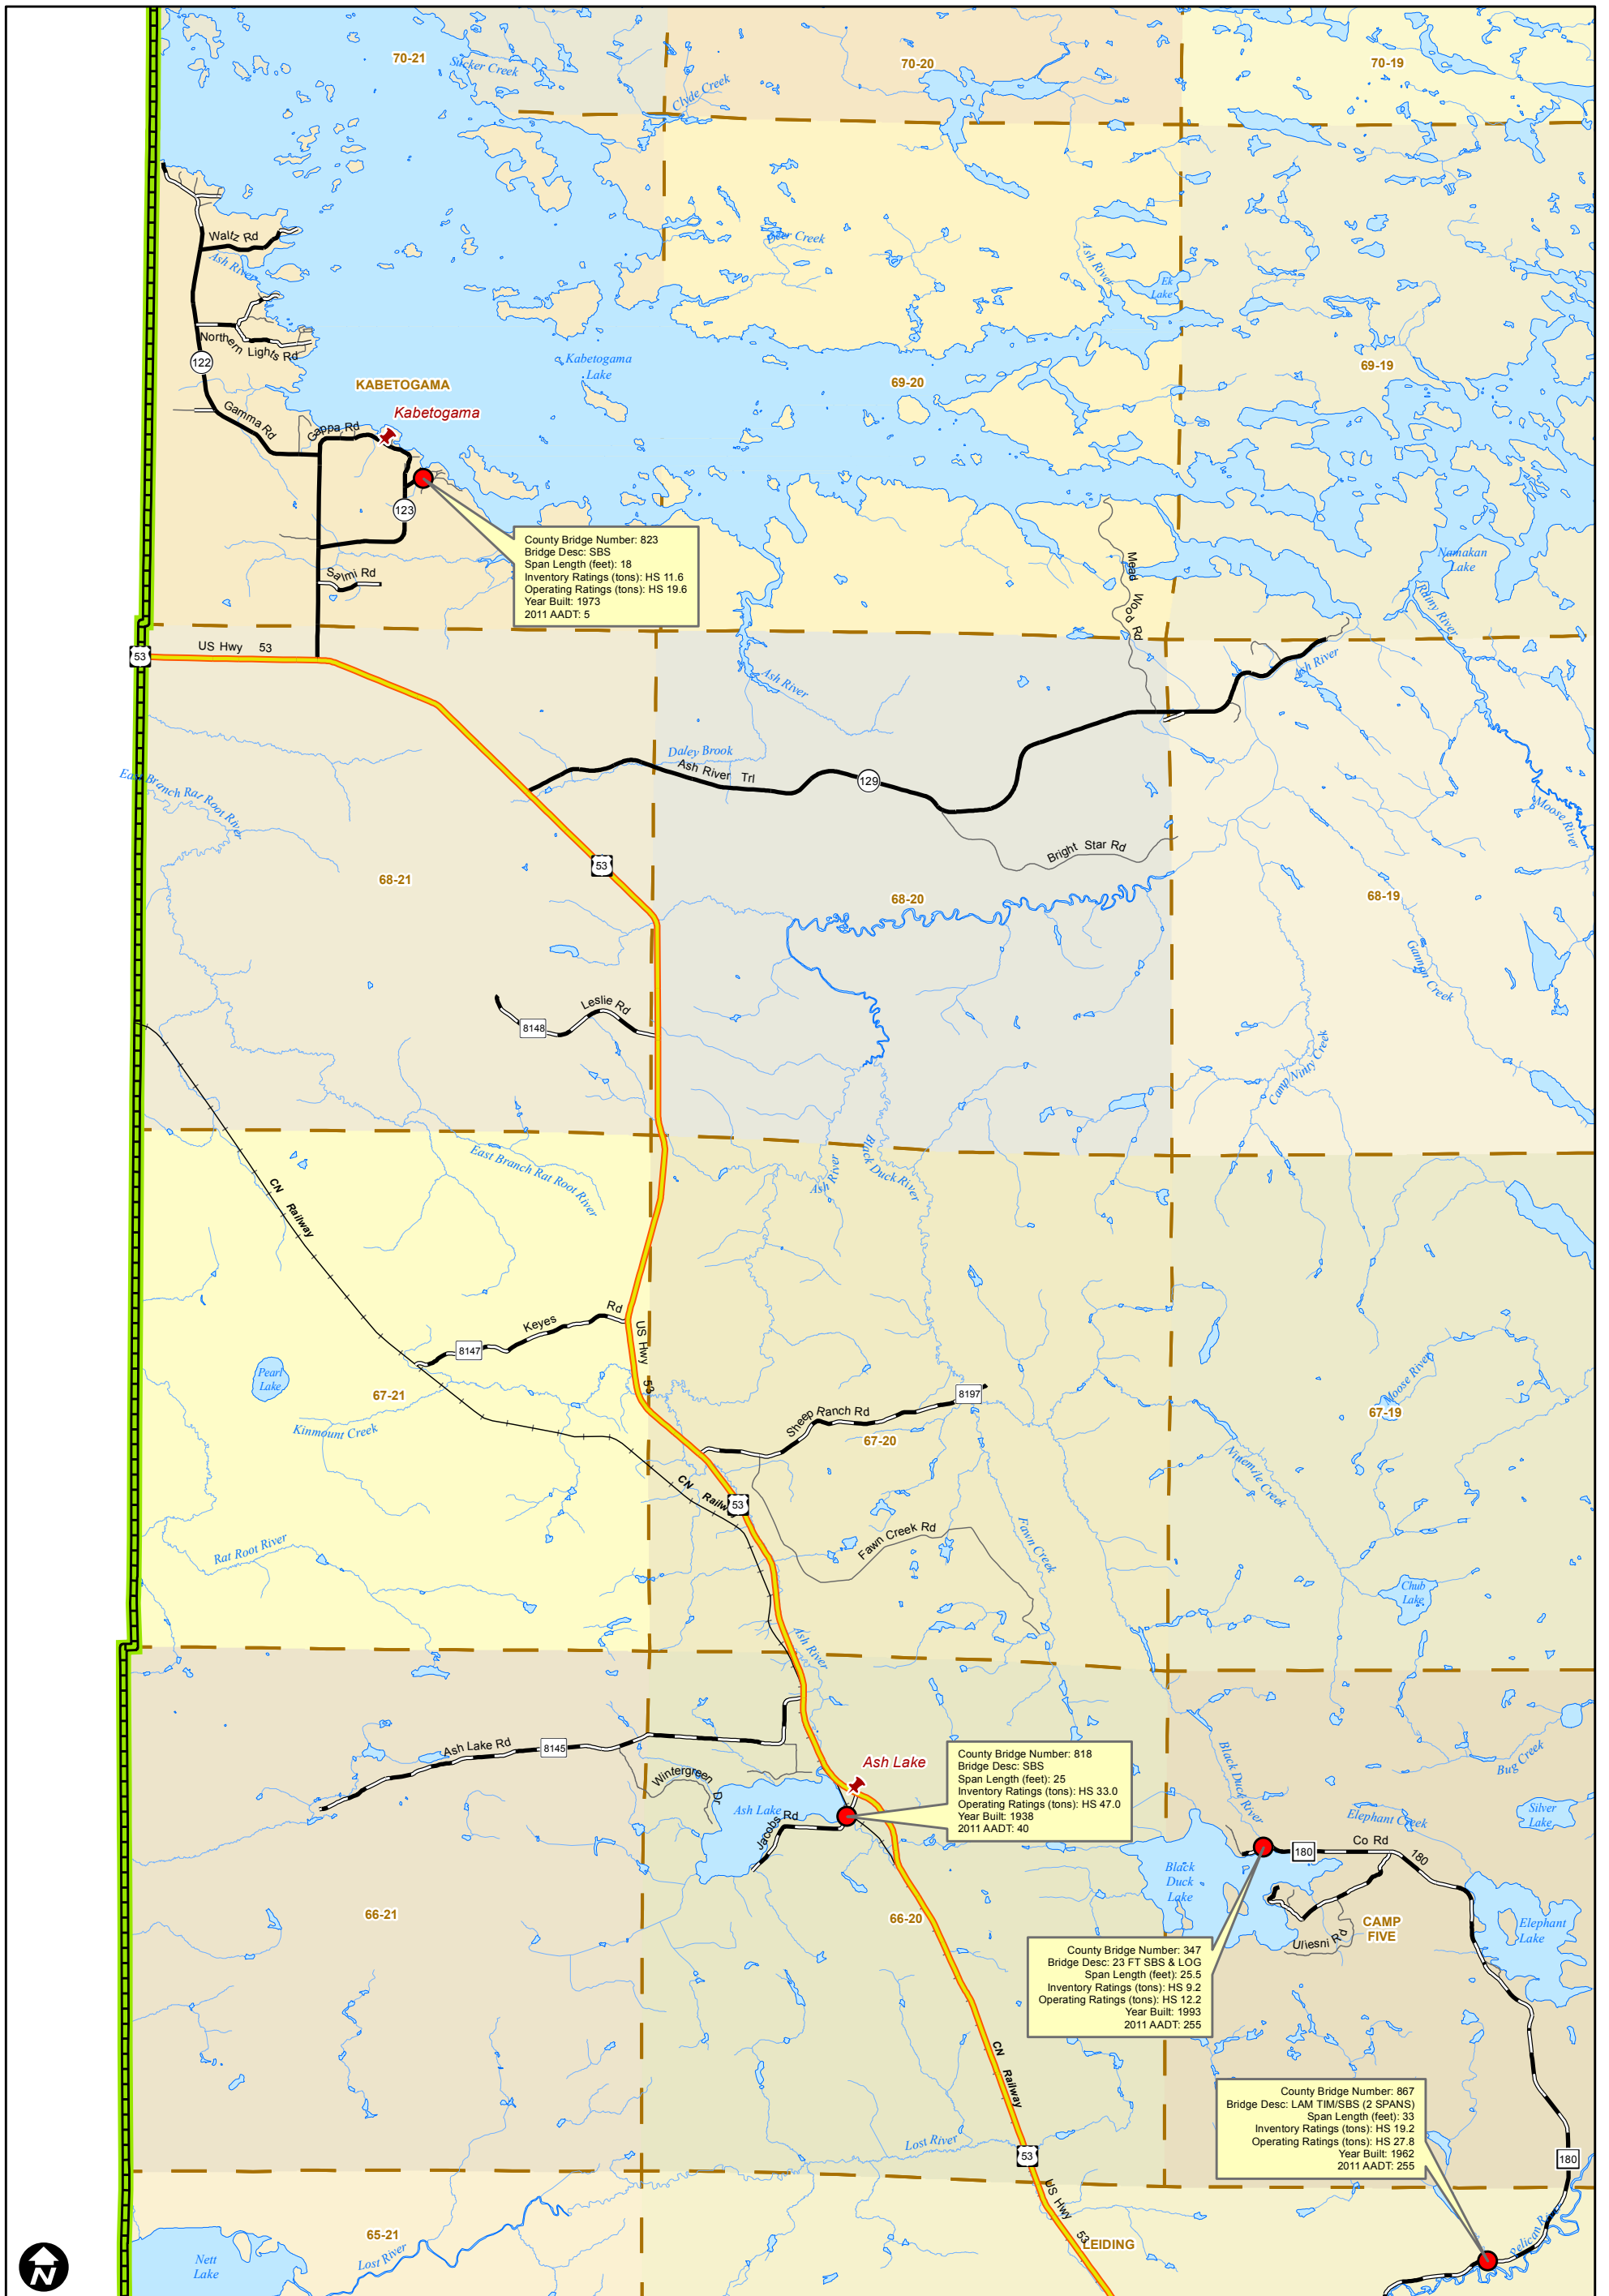 70-21
70-20
70-19
Sucker Creek
Clyde Creek
Waltz Rd
Ash River
Deer Creek
Ash River
Ek
Lake
Northern Lights Rd
122
Kabetogama
Lake
KABETOGAMA
Kabetogama
69-20
69-19
Gamma Rd
Gappa Rd
123
County Bridge Number: 823
Bridge Desc: SBS
Span Length (feet): 18
Inventory Ratings (tons): HS 11.6
Operating Ratings (tons): HS 19.6
Year Built: 1973
2011 AADT: 5
Salmi Rd
Mead Wood Rd
Namakan
Lake
Rainy River
53
US Hwy 53
Ash River
Ash River
Daley Brook
Ash River Trl
129
East Branch Rat Root River
Moose River
Bright Star Rd
53
68-21
68-20
68-19
Gannon Creek
Leslie Rd
8148
Camp Ninty Creek
East Branch Rat Root River
Ash River
Black Duck River
CN Railway
Keyes Rd
8147
US Hwy 53
Pearl
Lake
67-21
Moose River
8197
Sheep Ranch Rd
67-20
67-19
Kinmount Creek
Ninemile Creek
CN Railway
53
Fawn Creek Rd
Fawn Creek
Rat Root River
Chub
Lake
Ash River
Ash Lake Rd
8145
Wintergreen Dr
Ash Lake
Ash Lake
Jacobs Rd
County Bridge Number: 818
Bridge Desc: SBS
Span Length (feet): 25
Inventory Ratings (tons): HS 33.0
Operating Ratings (tons): HS 47.0
Year Built: 1938
2011 AADT: 40
Black Duck River
Bug Creek
Elephant Creek
Silver
Lake
180
Co Rd 180
Black
Duck
Lake
66-21
66-20
CAMP
FIVE
Elephant
Lake
Uliesni Rd
County Bridge Number: 347
Bridge Desc: 23 FT SBS & LOG
Span Length (feet): 25.5
Inventory Ratings (tons): HS 9.2
Operating Ratings (tons): HS 12.2
Year Built: 1993
2011 AADT: 255
CN Railway
County Bridge Number: 867
Bridge Desc: LAM TIM/SBS (2 SPANS)
Span Length (feet): 33
Inventory Ratings (tons): HS 19.2
Operating Ratings (tons): HS 27.8
Year Built: 1962
2011 AADT: 255
Lost River
53
180
US Hwy 53
65-21
Lost River
LEIDING
Nett
Lake
N